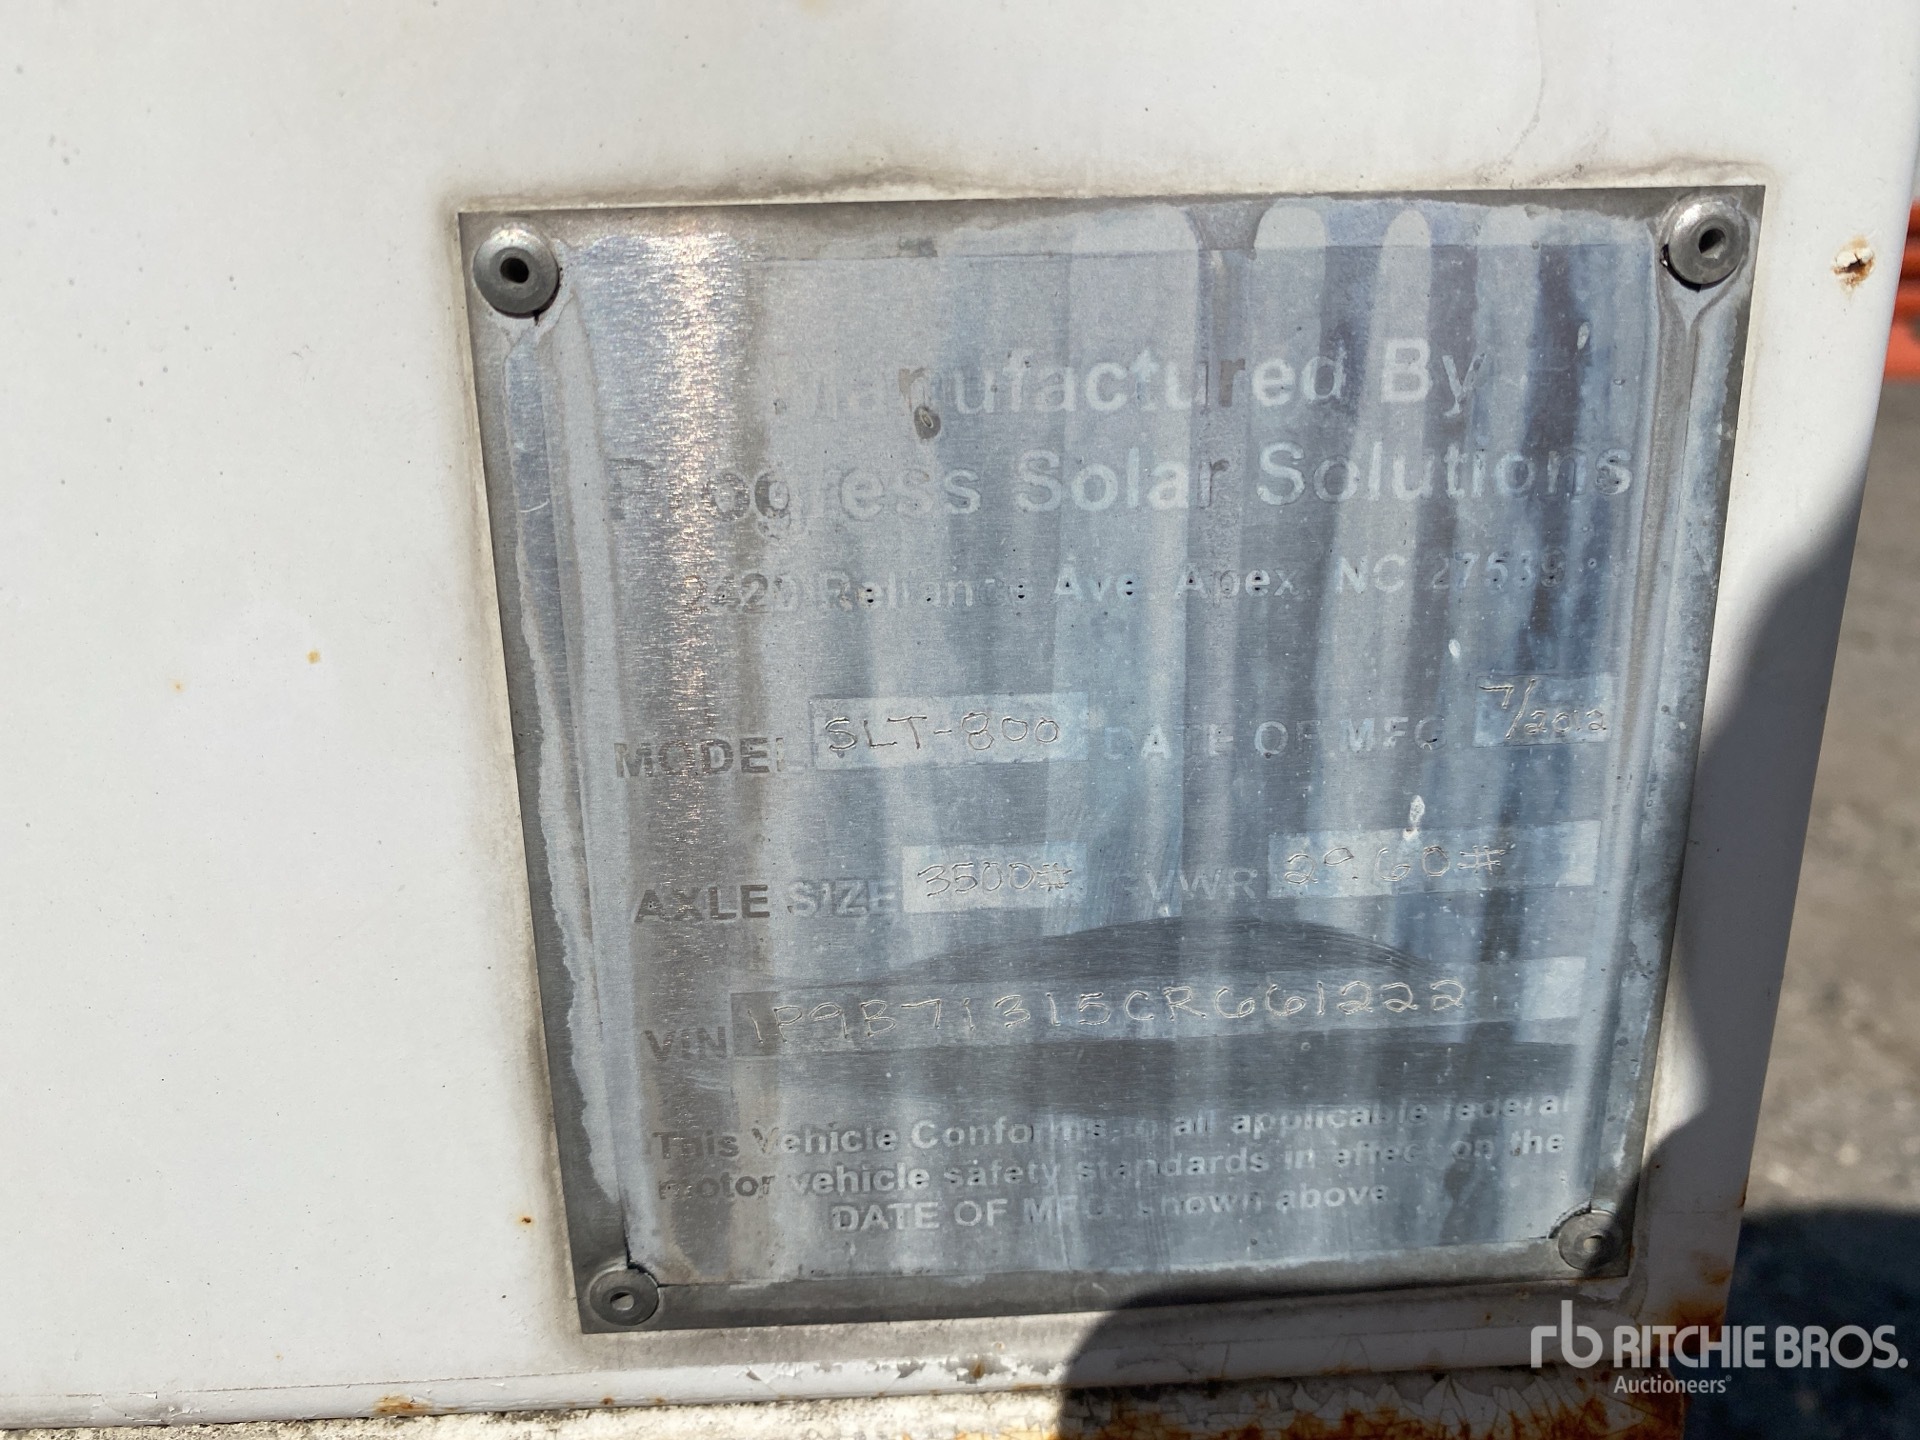 Manufactured By
Progress Solar Solutions
Reliance Ave. Apex NC 27539
MODEL SLT-800 DATE OF MFG 7/2012
AXLE SIZE 3500# GVWR 2960#
VIN 1P9B71315CR661222
This Vehicle Conforms to all applicable federal
motor vehicle safety standards in effect on the
DATE OF MFG. shown above
rb RITCHIE BROS.
Auctioneers